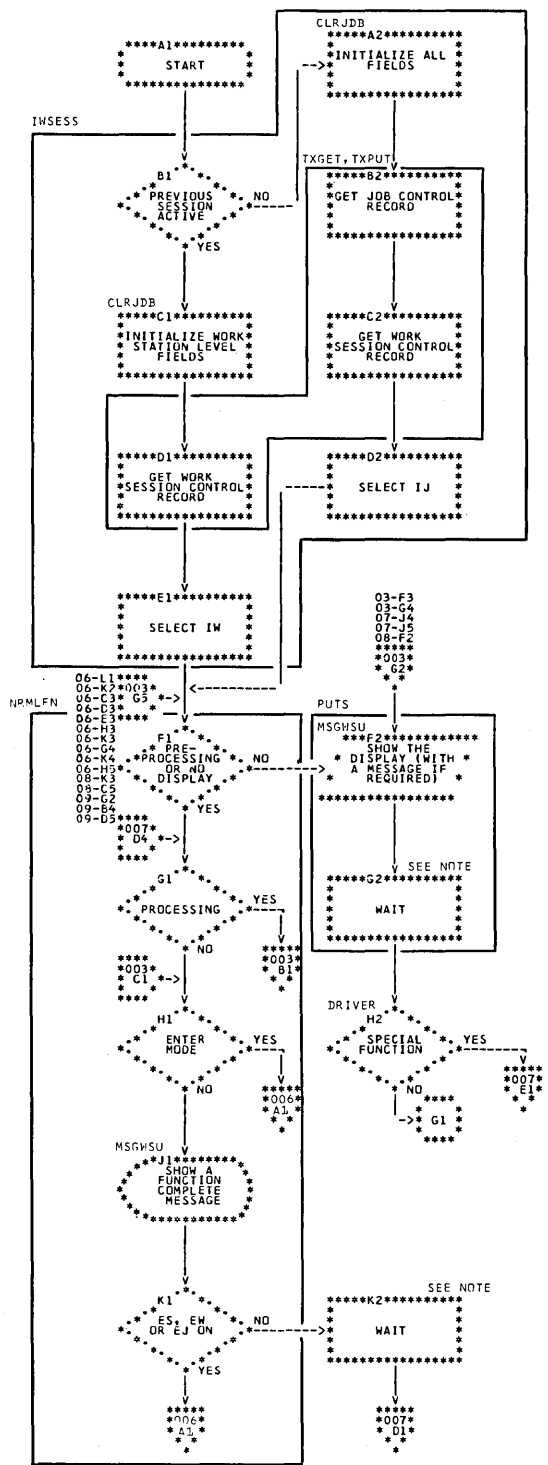 CLRJDB
A1
START
A2
INITIALIZE ALL
FIELDS
IWSESS
B1
PREVIOUS
SESSION
ACTIVE
NO
YES
TXGET, TXPUT
B2
GET JOB CONTROL
RECORD
CLRJDB
C1
INITIALIZE WORK
STATION LEVEL
FIELDS
C2
GET WORK
SESSION CONTROL
RECORD
D1
GET WORK
SESSION CONTROL
RECORD
D2
SELECT IJ
E1
SELECT IW
03-F3
03-G4
07-J4
07-J5
08-F2
003
G2
06-L1
06-K2
06-C3
06-D3
06-E3
06-H3
06-K3
06-G4
06-K4
06-H5
08-K3
08-C5
09-G2
09-B4
09-D5
003
G5
NRMLFN
F1
PRE-
PROCESSING
OR NO
DISPLAY
NO
YES
PUTS
MSGWSU
F2
SHOW THE
DISPLAY (WITH
A MESSAGE IF
REQUIRED)
007
D4
G1
PROCESSING
YES
NO
003
B1
SEE NOTE
G2
WAIT
003
C1
H1
ENTER
MODE
YES
NO
006
A1
DRIVER
H2
SPECIAL
FUNCTION
YES
NO
007
E1
G1
MSGWSU
J1
SHOW A
FUNCTION
COMPLETE
MESSAGE
K1
ES, EW
OR EJ ON
NO
YES
SEE NOTE
K2
WAIT
006
A1
007
D1